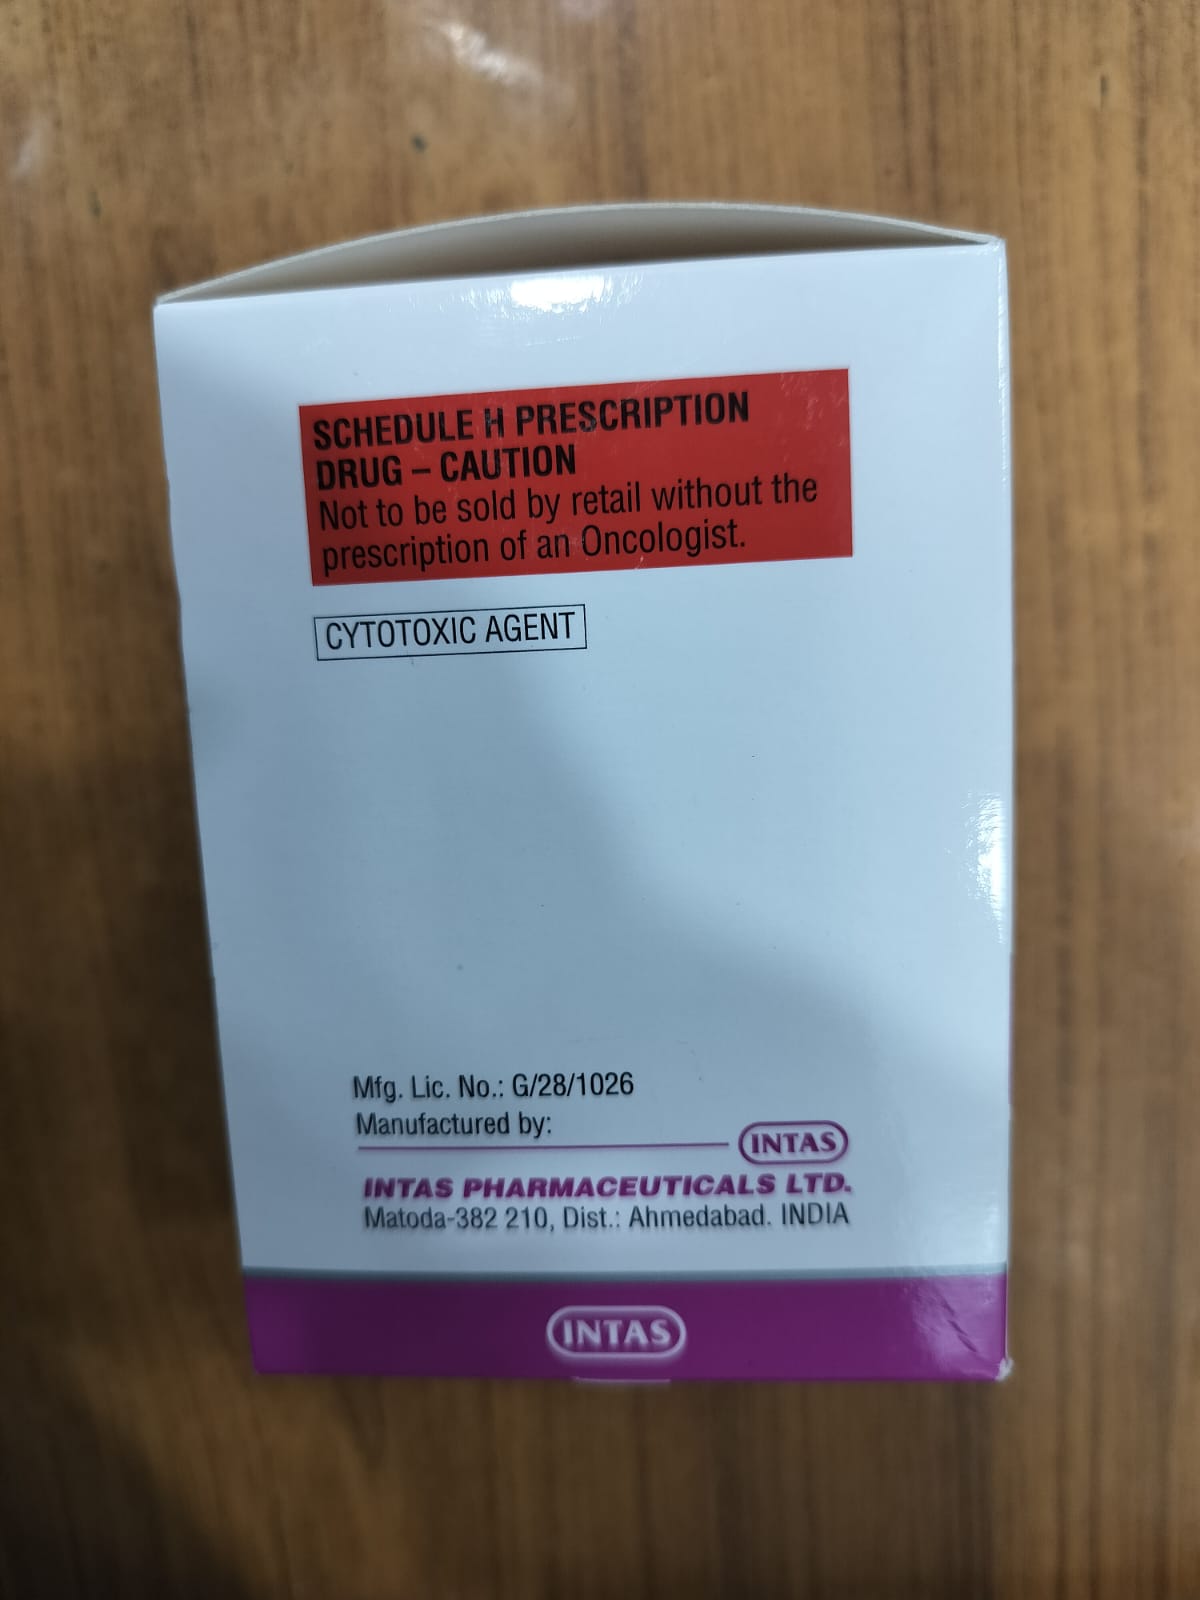 SCHEDULE H PRESCRIPTION
DRUG – CAUTION
Not to be sold by retail without the
prescription of an Oncologist.
CYTOTOXIC AGENT
Mfg. Lic. No.: G/28/1026
Manufactured by:
INTAS
INTAS PHARMACEUTICALS LTD.
Matoda-382 210, Dist.: Ahmedabad. INDIA
INTAS